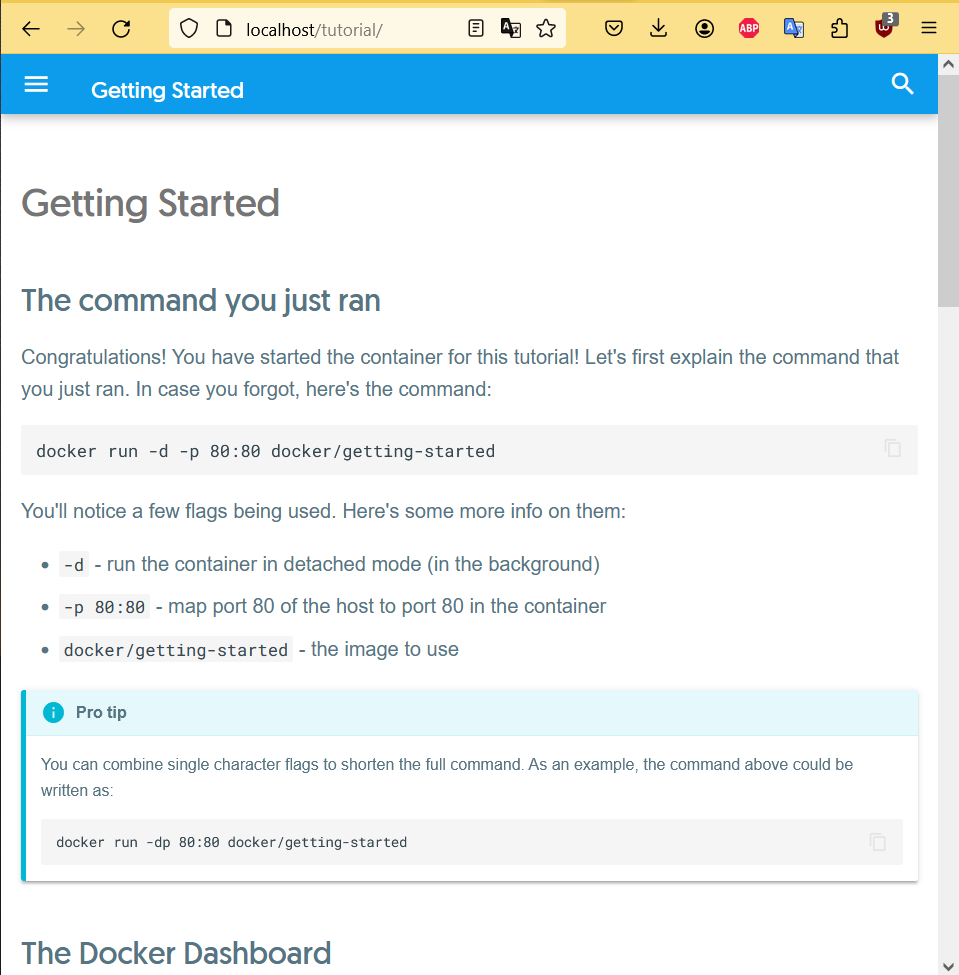 localhost/tutorial/
ABP
3
Getting Started
Getting Started
The command you just ran
Congratulations! You have started the container for this tutorial! Let's first explain the command that
you just ran. In case you forgot, here's the command:
docker run -d -p 80:80 docker/getting-started
You'll notice a few flags being used. Here's some more info on them:
-d - run the container in detached mode (in the background)
-p 80:80 - map port 80 of the host to port 80 in the container
docker/getting-started - the image to use
Pro tip
You can combine single character flags to shorten the full command. As an example, the command above could be
written as:
docker run -dp 80:80 docker/getting-started
The Docker Dashboard